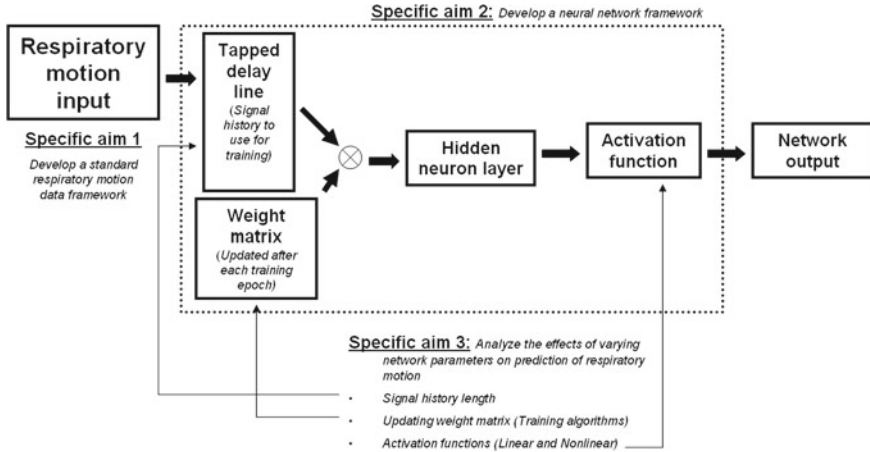 Specific aim 2: Develop a neural network framework
Respiratory
motion
input
Tapped
delay
line
(Signal
history to
use for
training)
Specific aim 1
Develop a standard
respiratory motion
data framework
Hidden
neuron layer
Activation
function
Network
output
Weight
matrix
(Updated after
each training
epoch)
Specific aim 3: Analyze the effects of varying
network parameters on prediction of respiratory
motion
• Signal history length
• Updating weight matrix (Training algorithms)
• Activation functions (Linear and Nonlinear)